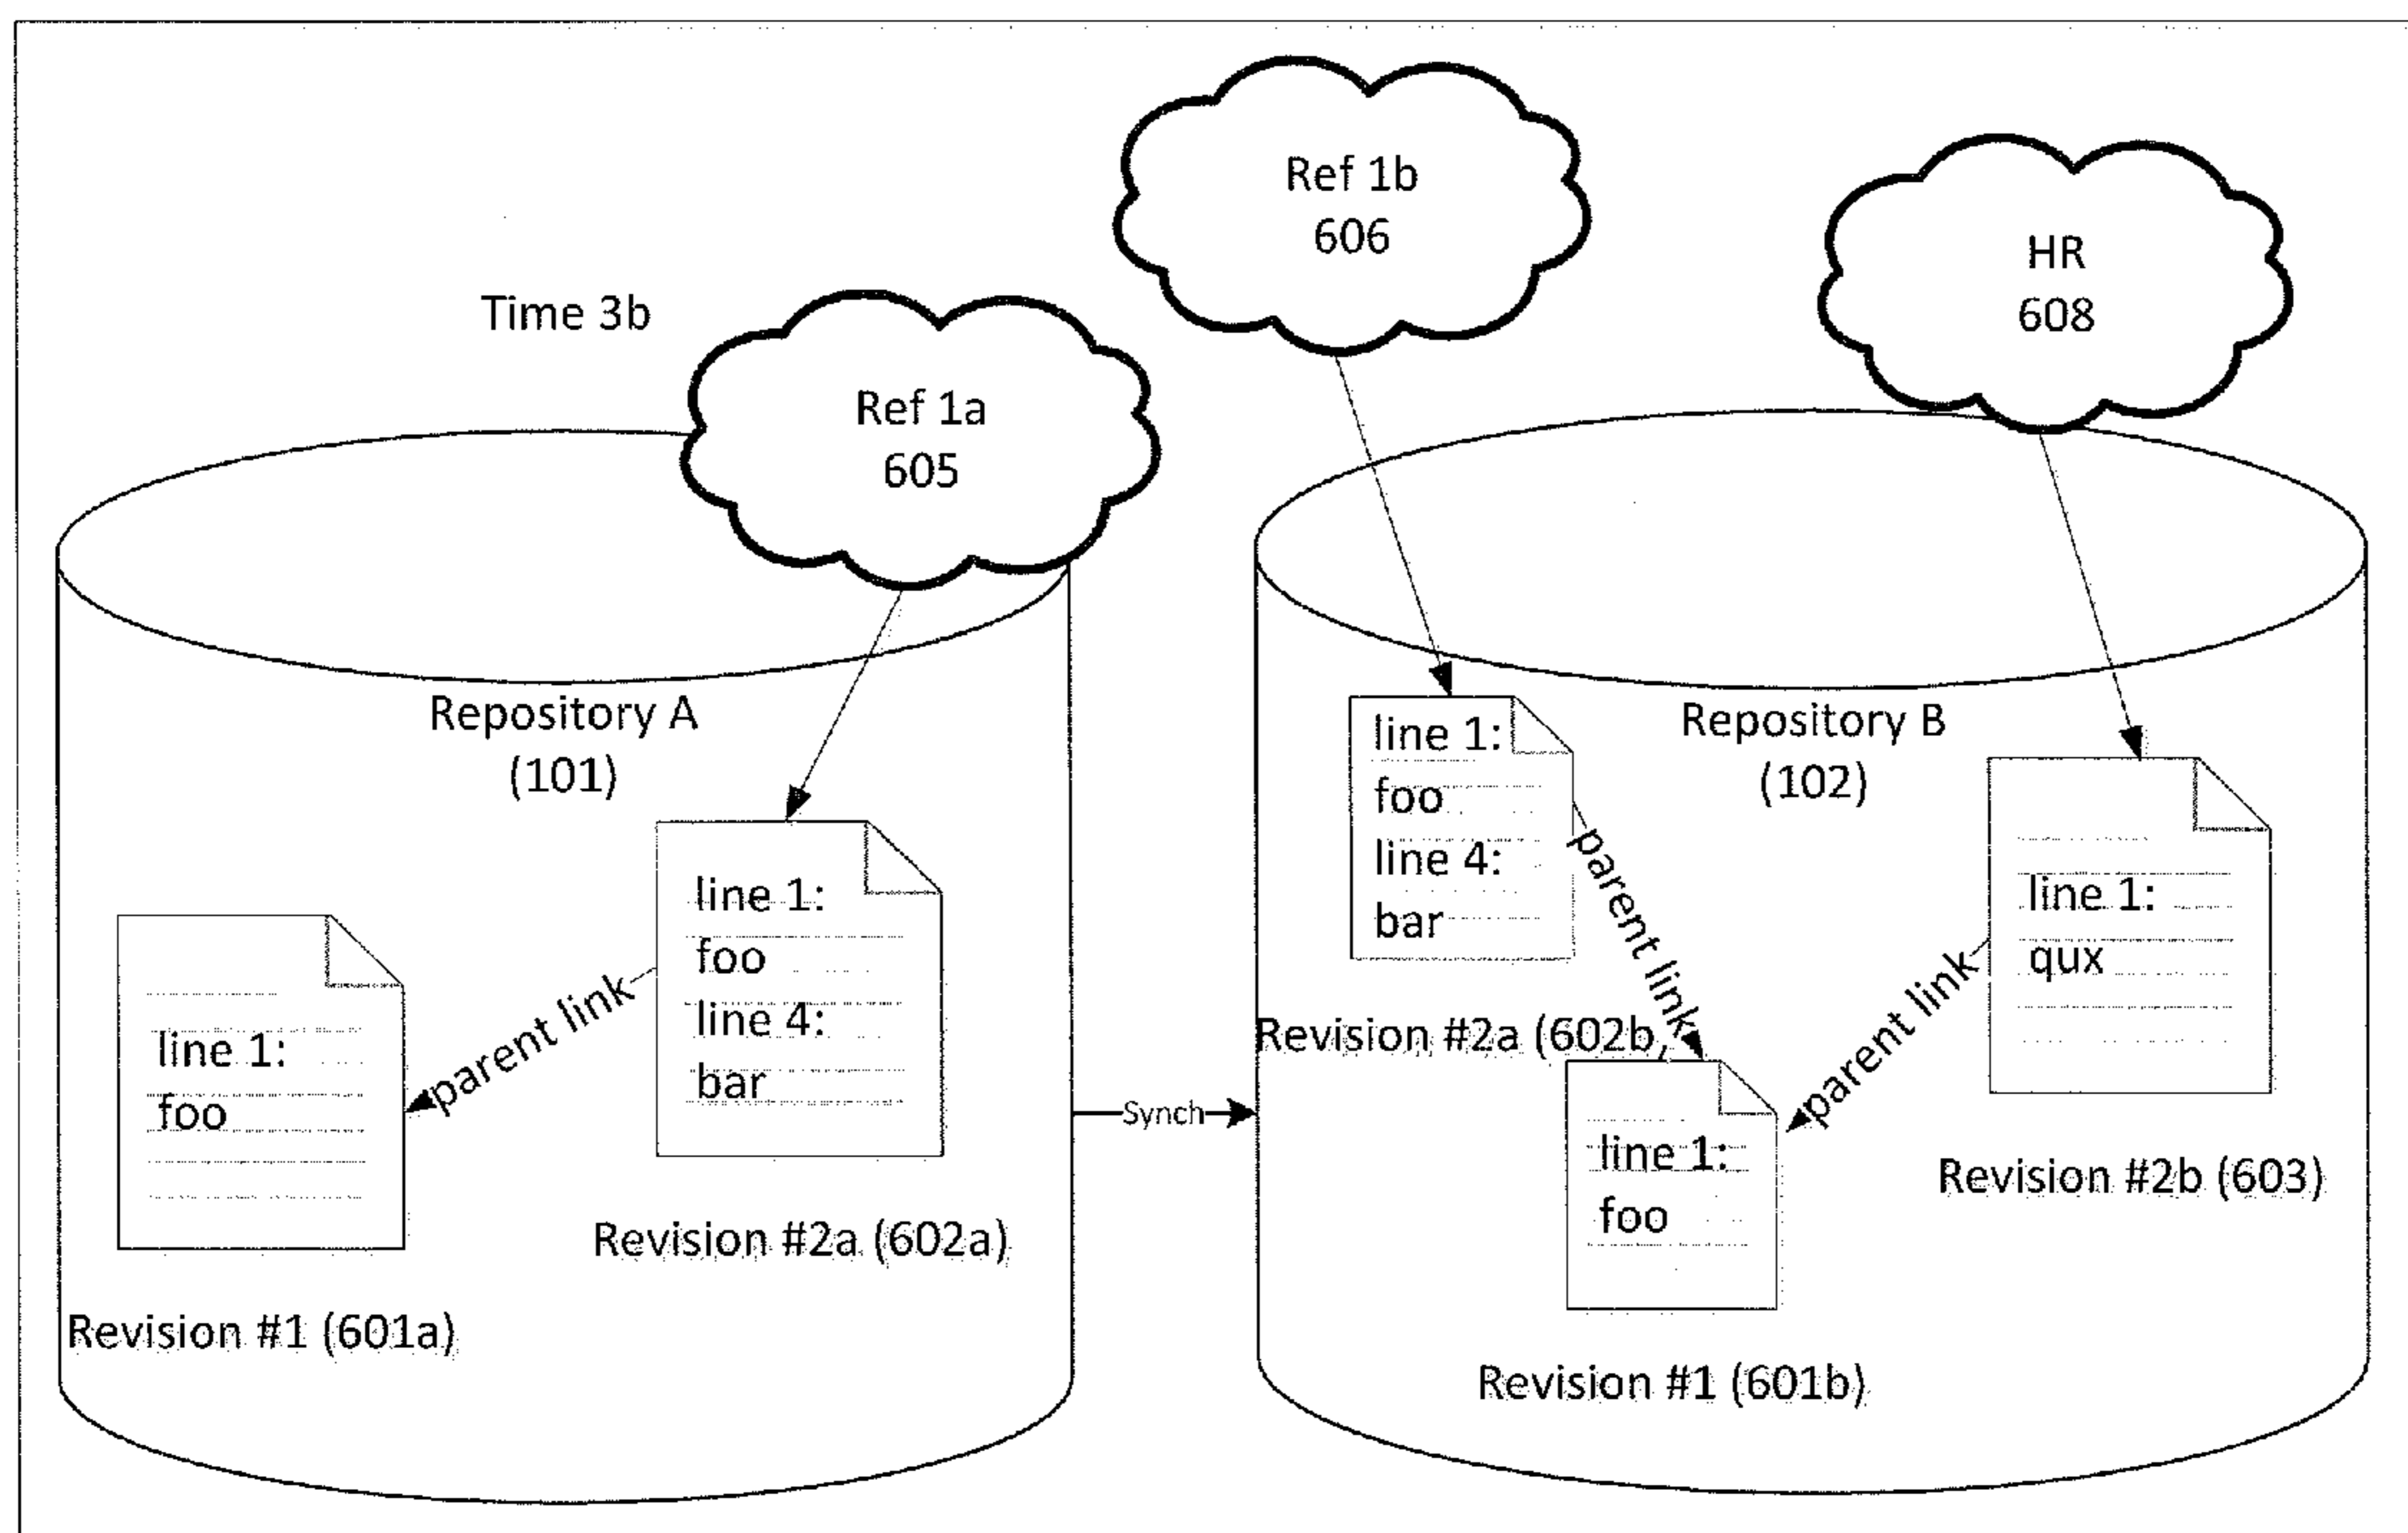 Ref 1b
606
HR
608
Time 3b
Ref 1a
605
Repository A
(101)
line 1:
foo
parent link
line 1:
foo
line 4:
bar
Revision #1 (601a)
Revision #2a (602a)
Synch
Repository B
(102)
line 1:
foo
line 4:
bar
parent link
Revision #2a (602b,
line 1:
foo
Revision #1 (601b)
parent link
line 1:
qux
Revision #2b (603)